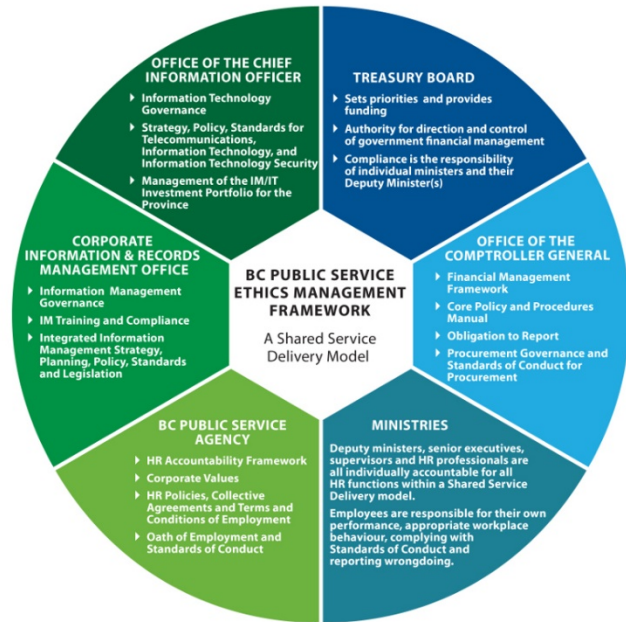 OFFICE OF THE CHIEF
INFORMATION OFFICER
Information Technology
Governance
Strategy, Policy, Standards for
Telecommunications,
Information Technology, and
Information Technology Security
Management of the IM/IT
Investment Portfolio for the
Province
TREASURY BOARD
Sets priorities and provides
funding
Authority for direction and control
of government financial management
Compliance is the responsibility
of individual ministers and their
Deputy Minister(s)
CORPORATE
INFORMATION & RECORDS
MANAGEMENT OFFICE
Information Management
Governance
IM Training and Compliance
Integrated Information
Management Strategy,
Planning, Policy, Standards
and Legislation
BC PUBLIC SERVICE
ETHICS MANAGEMENT
FRAMEWORK
A Shared Service
Delivery Model
OFFICE OF THE
COMPTROLLER GENERAL
Financial Management
Framework
Core Policy and Procedures
Manual
Obligation to Report
Procurement Governance and
Standards of Conduct for
Procurement
BC PUBLIC SERVICE
AGENCY
HR Accountability Framework
Corporate Values
HR Policies, Collective
Agreements and Terms and
Conditions of Employment
Oath of Employment and
Standards of Conduct
MINISTRIES
Deputy ministers, senior executives,
supervisors and HR professionals are
all individually accountable for all
HR functions within a Shared Service
Delivery model.
Employees are responsible for their own
performance, appropriate workplace
behaviour, complying with
Standards of Conduct and
reporting wrongdoing.